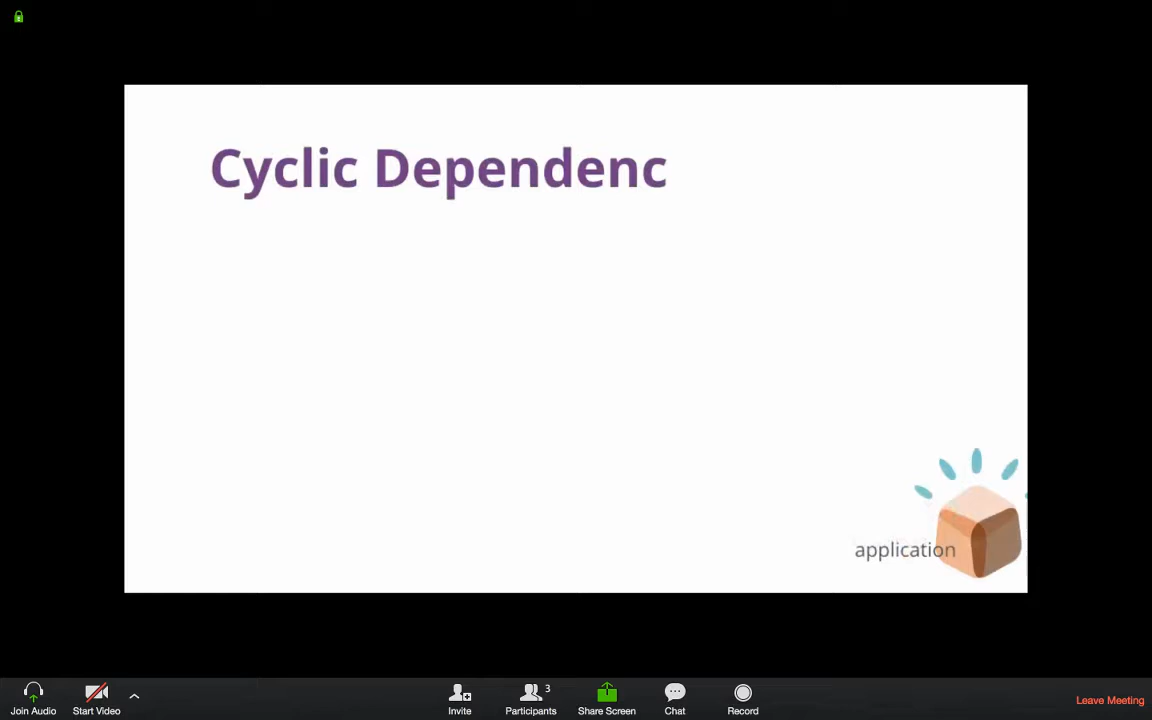 Cyclic Dependenc
application
Join Audio
Start Video
Invite
Participants
3
Share Screen
Chat
Record
Leave Meeting